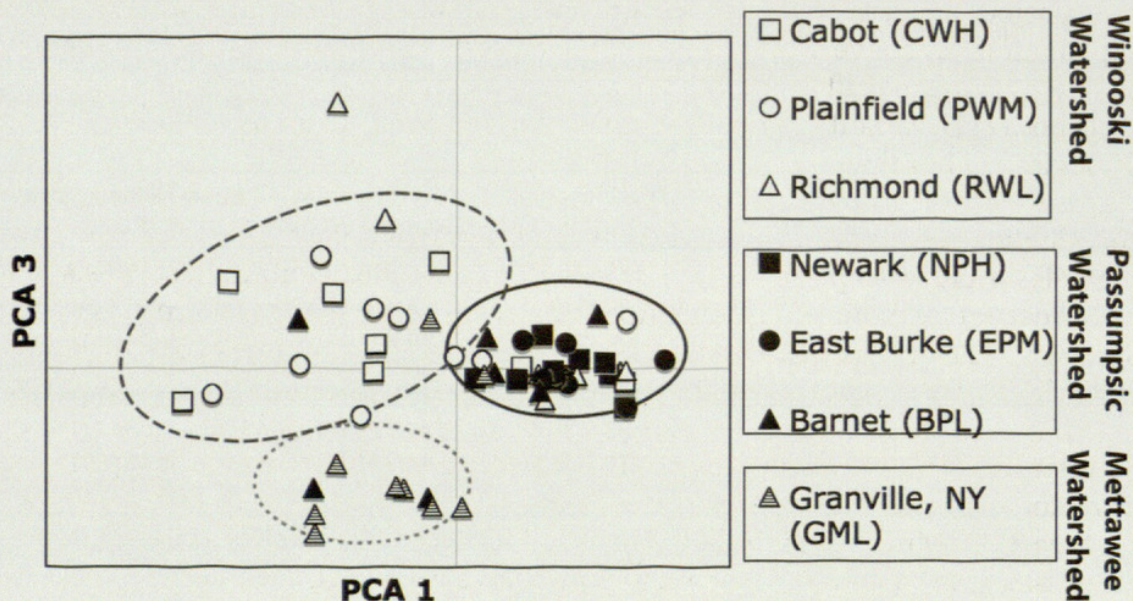 PCA 3
PCA 1
Cabot (CWH)
Plainfield (PWM)
Richmond (RWL)
Winoooski
Watershed
Newark (NPH)
East Burke (EPM)
Barnet (BPL)
Passumpsic
Watershed
Granville, NY
(GML)
Mettawee
Watershed